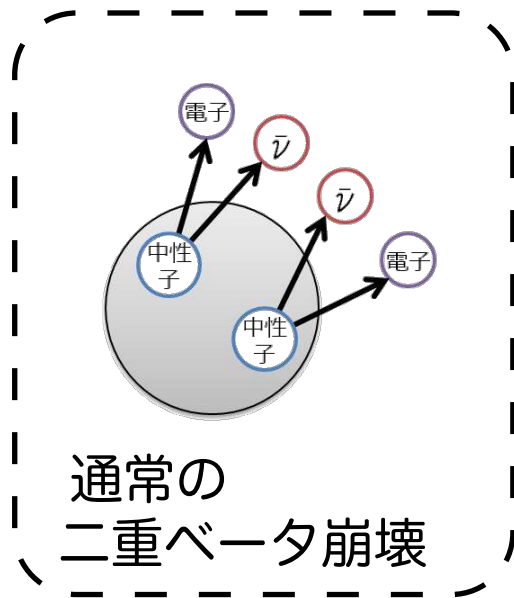 電子
ν̄
ν̄
電子
中性
子
中性
子
通常の
二重ベータ崩壊